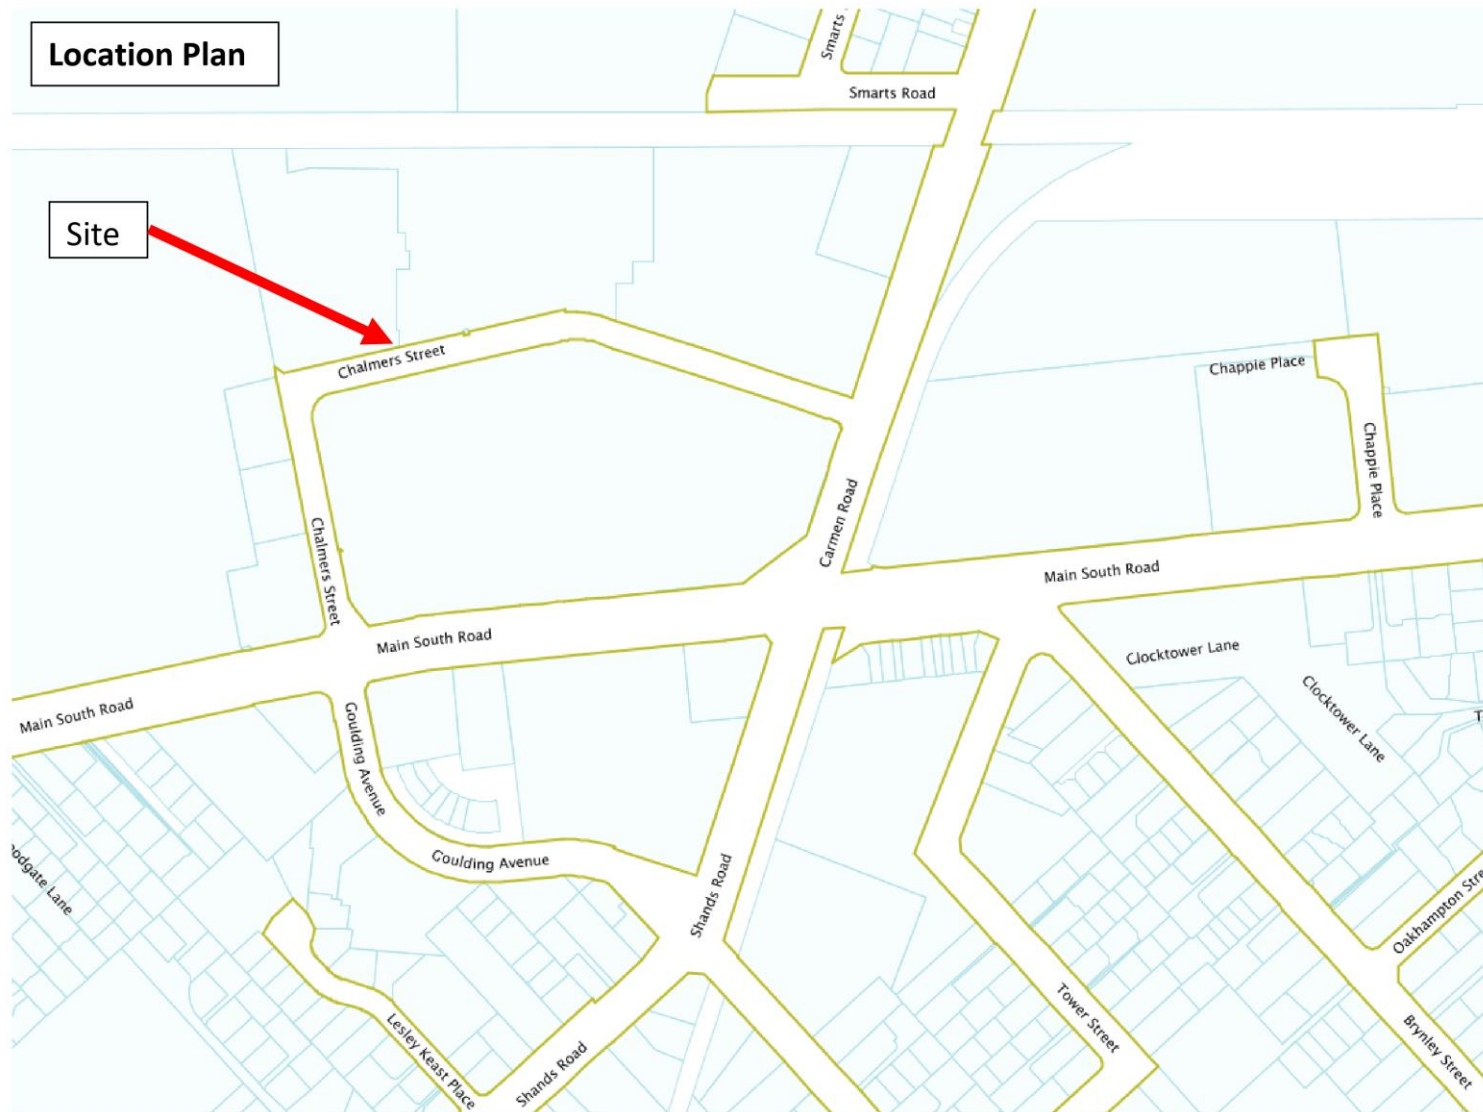 Location Plan
Smarts
Smarts Road
Site
Chalmers Street
Chappie Place
Chappie Place
Carmen Road
Chalmers Street
Main South Road
Main South Road
Clocktower Lane
Clocktower Lane
Main South Road
Goulding Avenue
Goulding Avenue
Shands Road
Oakhampton Stre
odgate Lane
Tower Street
Brynley Street
Lesley Keast Place
Shands Road